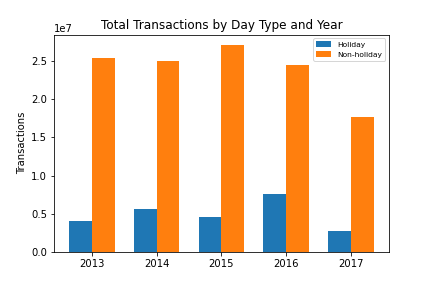 Total Transactions by Day Type and Year
1e7
Holiday
Non-holiday
2.5
2.0
1.5
1.0
0.5
0.0
Transactions
2013 2014 2015 2016 2017